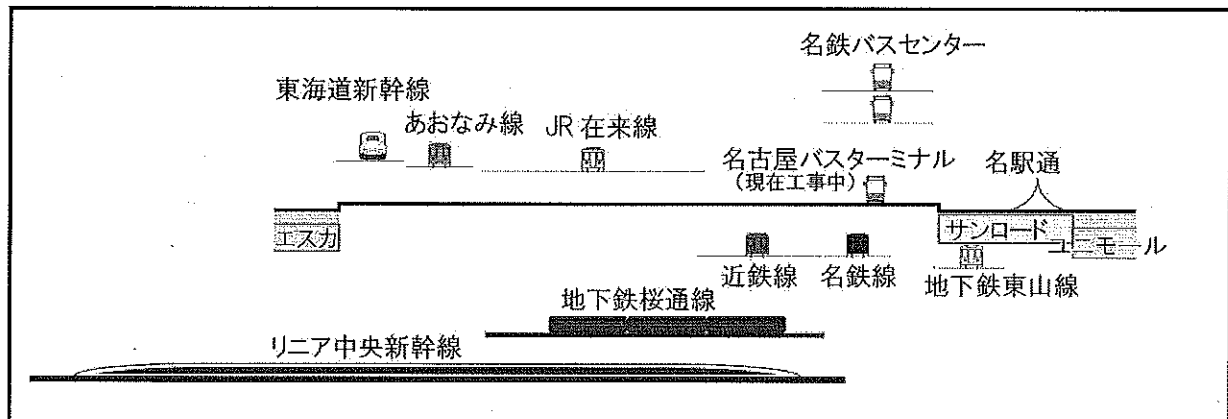 名鉄バスセンター
東海道新幹線
あおなみ線
JR在来線
名古屋バスターミナル
(現在工事中)
名駅通
エスカ
サンロード
ユニモール
近鉄線
名鉄線
地下鉄東山線
地下鉄桜通線
リニア中央新幹線